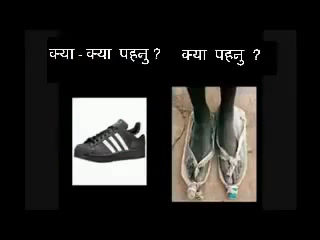 क्या - क्या पहनु ?
क्या पहनु ?